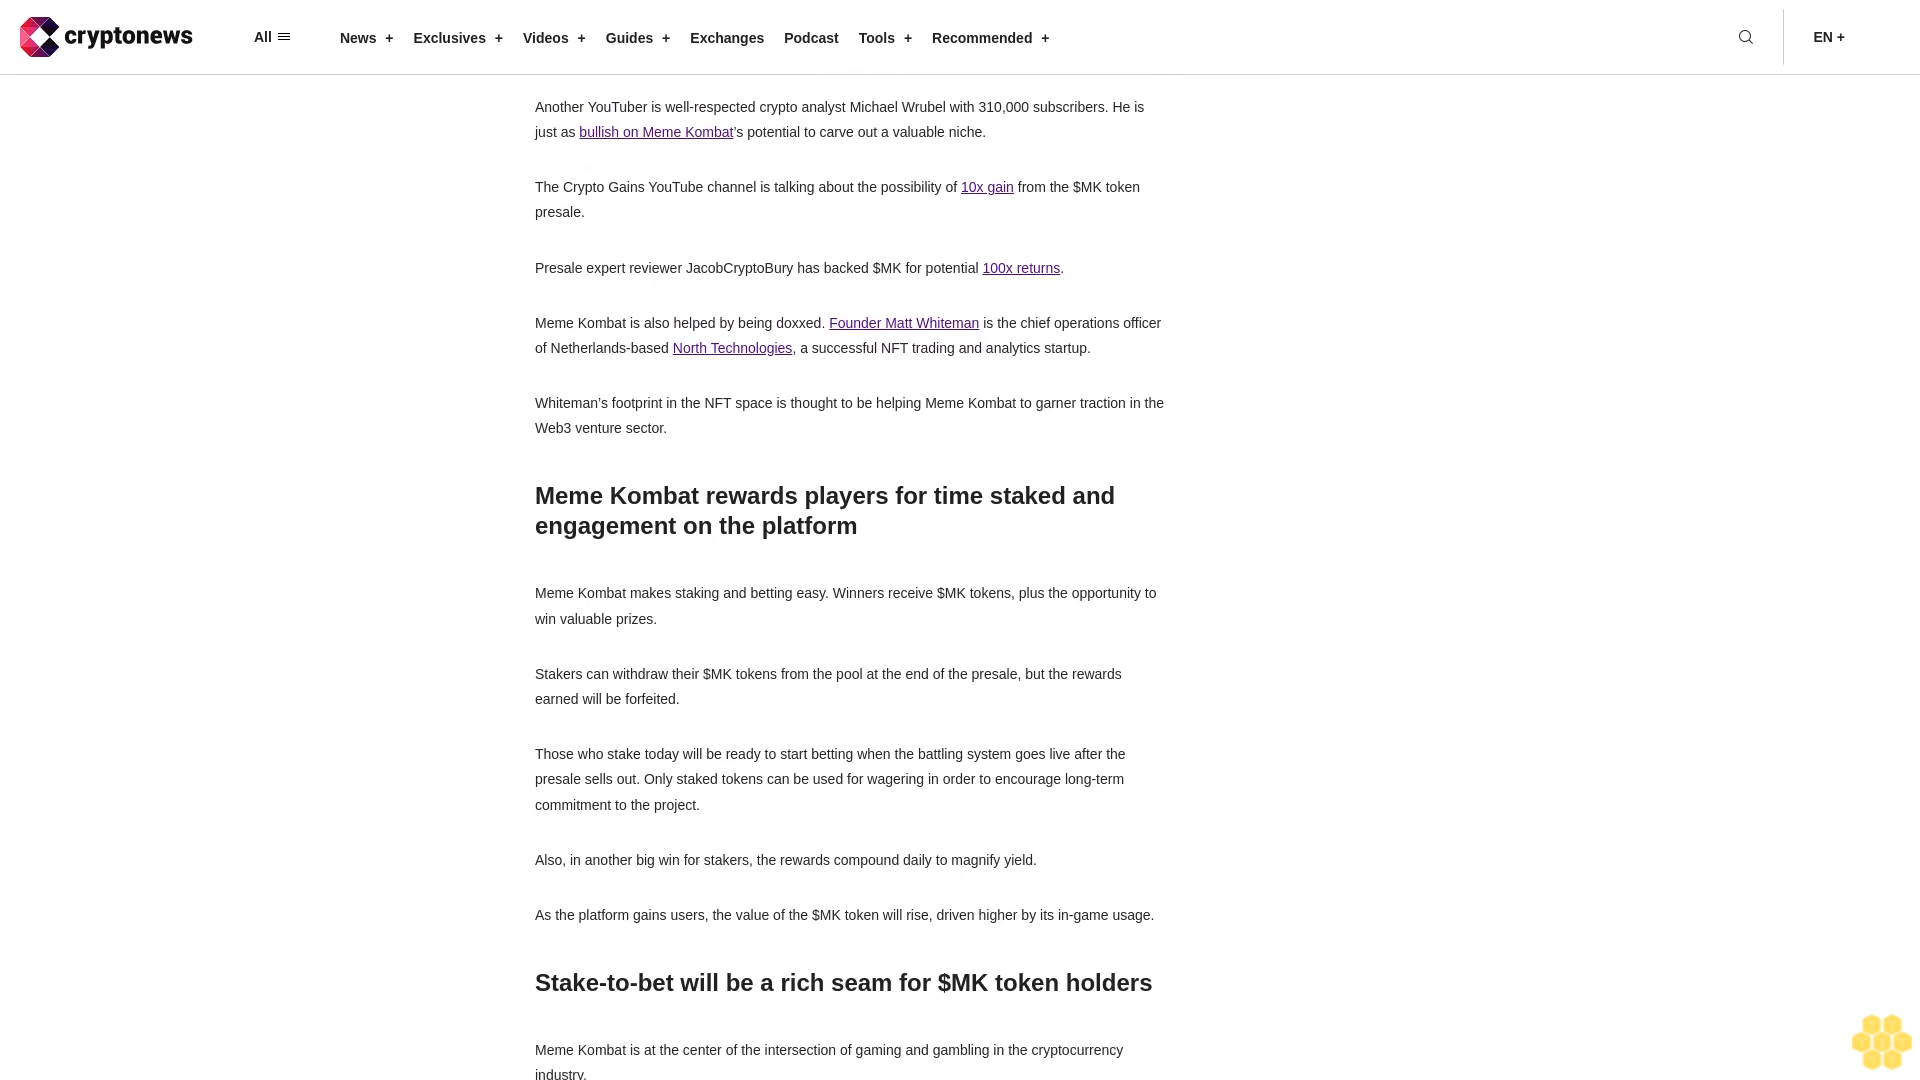 cryptonews
All
News + Exclusives + Videos + Guides + Exchanges Podcast Tools + Recommended +
EN +
Another YouTuber is well-respected crypto analyst Michael Wrubel with 310,000 subscribers. He is
just as bullish on Meme Kombat’s potential to carve out a valuable niche.
The Crypto Gains YouTube channel is talking about the possibility of 10x gain from the $MK token
presale.
Presale expert reviewer JacobCryptoBury has backed $MK for potential 100x returns.
Meme Kombat is also helped by being doxxed. Founder Matt Whiteman is the chief operations officer
of Netherlands-based North Technologies, a successful NFT trading and analytics startup.
Whiteman’s footprint in the NFT space is thought to be helping Meme Kombat to garner traction in the
Web3 venture sector.
Meme Kombat rewards players for time staked and
engagement on the platform
Meme Kombat makes staking and betting easy. Winners receive $MK tokens, plus the opportunity to
win valuable prizes.
Stakers can withdraw their $MK tokens from the pool at the end of the presale, but the rewards
earned will be forfeited.
Those who stake today will be ready to start betting when the battling system goes live after the
presale sells out. Only staked tokens can be used for wagering in order to encourage long-term
commitment to the project.
Also, in another big win for stakers, the rewards compound daily to magnify yield.
As the platform gains users, the value of the $MK token will rise, driven higher by its in-game usage.
Stake-to-bet will be a rich seam for $MK token holders
Meme Kombat is at the center of the intersection of gaming and gambling in the cryptocurrency
industry.